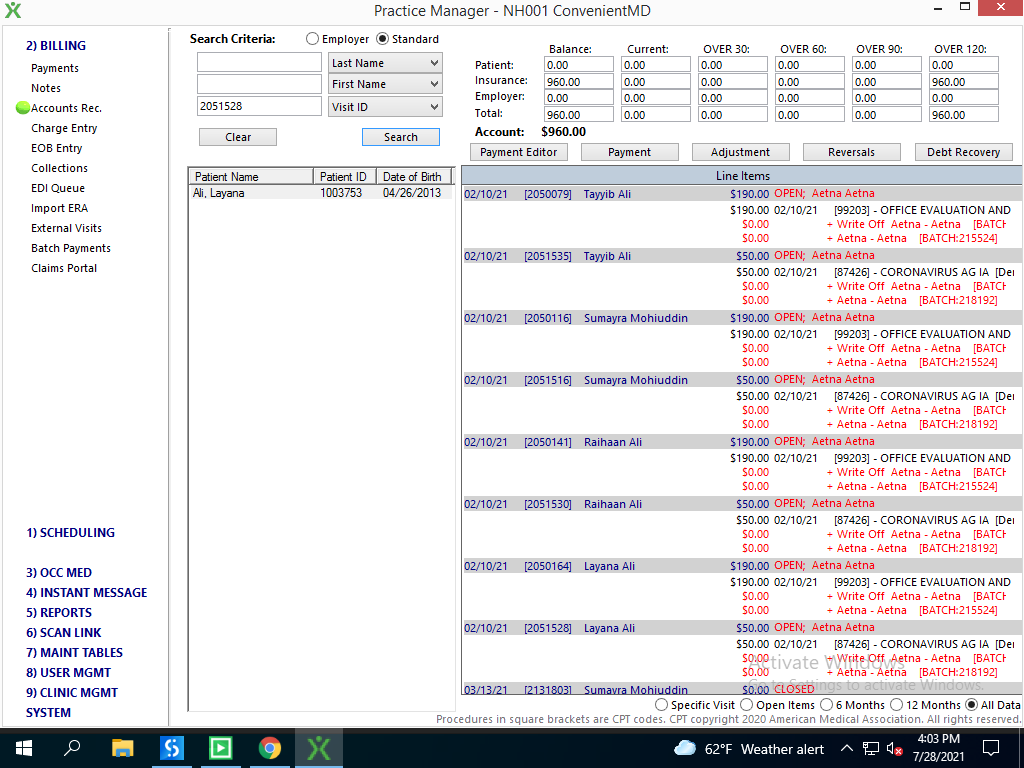 Practice Manager - NH001 ConvenientMD
2) BILLING
Payments
Notes
Accounts Rec.
Charge Entry
EOB Entry
Collections
EDI Queue
Import ERA
External Visits
Batch Payments
Claims Portal
1) SCHEDULING
3) OCC MED
4) INSTANT MESSAGE
5) REPORTS
6) SCAN LINK
7) MAINT TABLES
8) USER MGMT
9) CLINIC MGMT
SYSTEM
Search Criteria: Employer Standard
Last Name
First Name
2051528 Visit ID
Clear Search
Patient Name Patient ID Date of Birth
Ali, Layana 1003753 04/26/2013
Balance: Current: OVER 30: OVER 60: OVER 90: OVER 120:
Patient: 0.00 0.00 0.00 0.00 0.00 0.00
Insurance: 960.00 0.00 0.00 0.00 0.00 960.00
Employer: 0.00 0.00 0.00 0.00 0.00 0.00
Total: 960.00 0.00 0.00 0.00 0.00 960.00
Account: $960.00
Payment Editor Payment Adjustment Reversals Debt Recovery
Line Items
02/10/21 [2050079] Tayyib Ali $190.00 OPEN; Aetna Aetna
$190.00 02/10/21 [99203] - OFFICE EVALUATION AND
$0.00 + Write Off Aetna - Aetna [BATCH
$0.00 + Aetna - Aetna [BATCH:215524]
02/10/21 [2051535] Tayyib Ali $50.00 OPEN; Aetna Aetna
$50.00 02/10/21 [87426] - CORONAVIRUS AG IA [Der
$0.00 + Write Off Aetna - Aetna [BATC
$0.00 + Aetna - Aetna [BATCH:218192]
02/10/21 [2050116] Sumayra Mohiuddin $190.00 OPEN; Aetna Aetna
$190.00 02/10/21 [99203] - OFFICE EVALUATION AND
$0.00 + Write Off Aetna - Aetna [BATCH
$0.00 + Aetna - Aetna [BATCH:215524]
02/10/21 [2051516] Sumayra Mohiuddin $50.00 OPEN; Aetna Aetna
$50.00 02/10/21 [87426] - CORONAVIRUS AG IA [Der
$0.00 + Write Off Aetna - Aetna [BATC
$0.00 + Aetna - Aetna [BATCH:218192]
02/10/21 [2050141] Raihaan Ali $190.00 OPEN; Aetna Aetna
$190.00 02/10/21 [99203] - OFFICE EVALUATION AND
$0.00 + Write Off Aetna - Aetna [BATCH
$0.00 + Aetna - Aetna [BATCH:215524]
02/10/21 [2051530] Raihaan Ali $50.00 OPEN; Aetna Aetna
$50.00 02/10/21 [87426] - CORONAVIRUS AG IA [Der
$0.00 + Write Off Aetna - Aetna [BATC
$0.00 + Aetna - Aetna [BATCH:218192]
02/10/21 [2050164] Layana Ali $190.00 OPEN; Aetna Aetna
$190.00 02/10/21 [99203] - OFFICE EVALUATION AND
$0.00 + Write Off Aetna - Aetna [BATCH
$0.00 + Aetna - Aetna [BATCH:215524]
02/10/21 [2051528] Layana Ali $50.00 OPEN; Aetna Aetna
$50.00 02/10/21 [87426] - CORONAVIRUS AG IA [Der
$0.00 + Write Off Aetna - Aetna [BATC
Activate Windows
$0.00 + Aetna - Aetna [BATCH:218192]
Go to Settings to activate Windows.
03/13/21 [2131803] Sumayra Mohiuddin $0.00 CLOSED
Specific Visit Open Items 6 Months 12 Months All Data
Procedures in square brackets are CPT codes. CPT copyright 2020 American Medical Association. All rights reserved.
62°F Weather alert
4:03 PM
7/28/2021